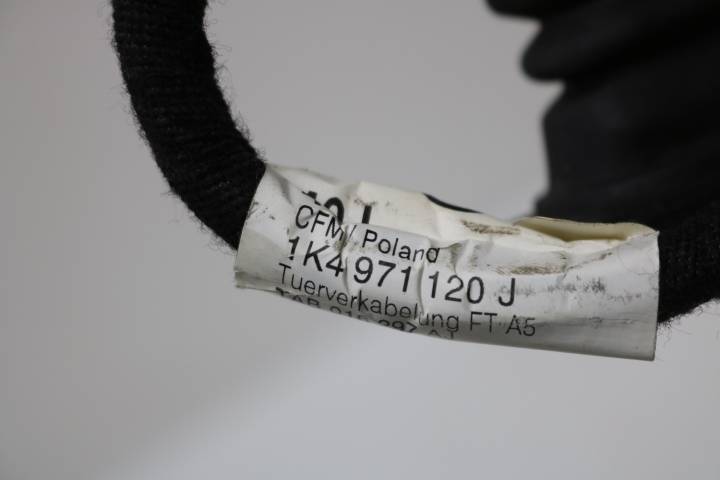 CFM / Poland
1K4 971 120 J
Tuerverkabelung FT A5